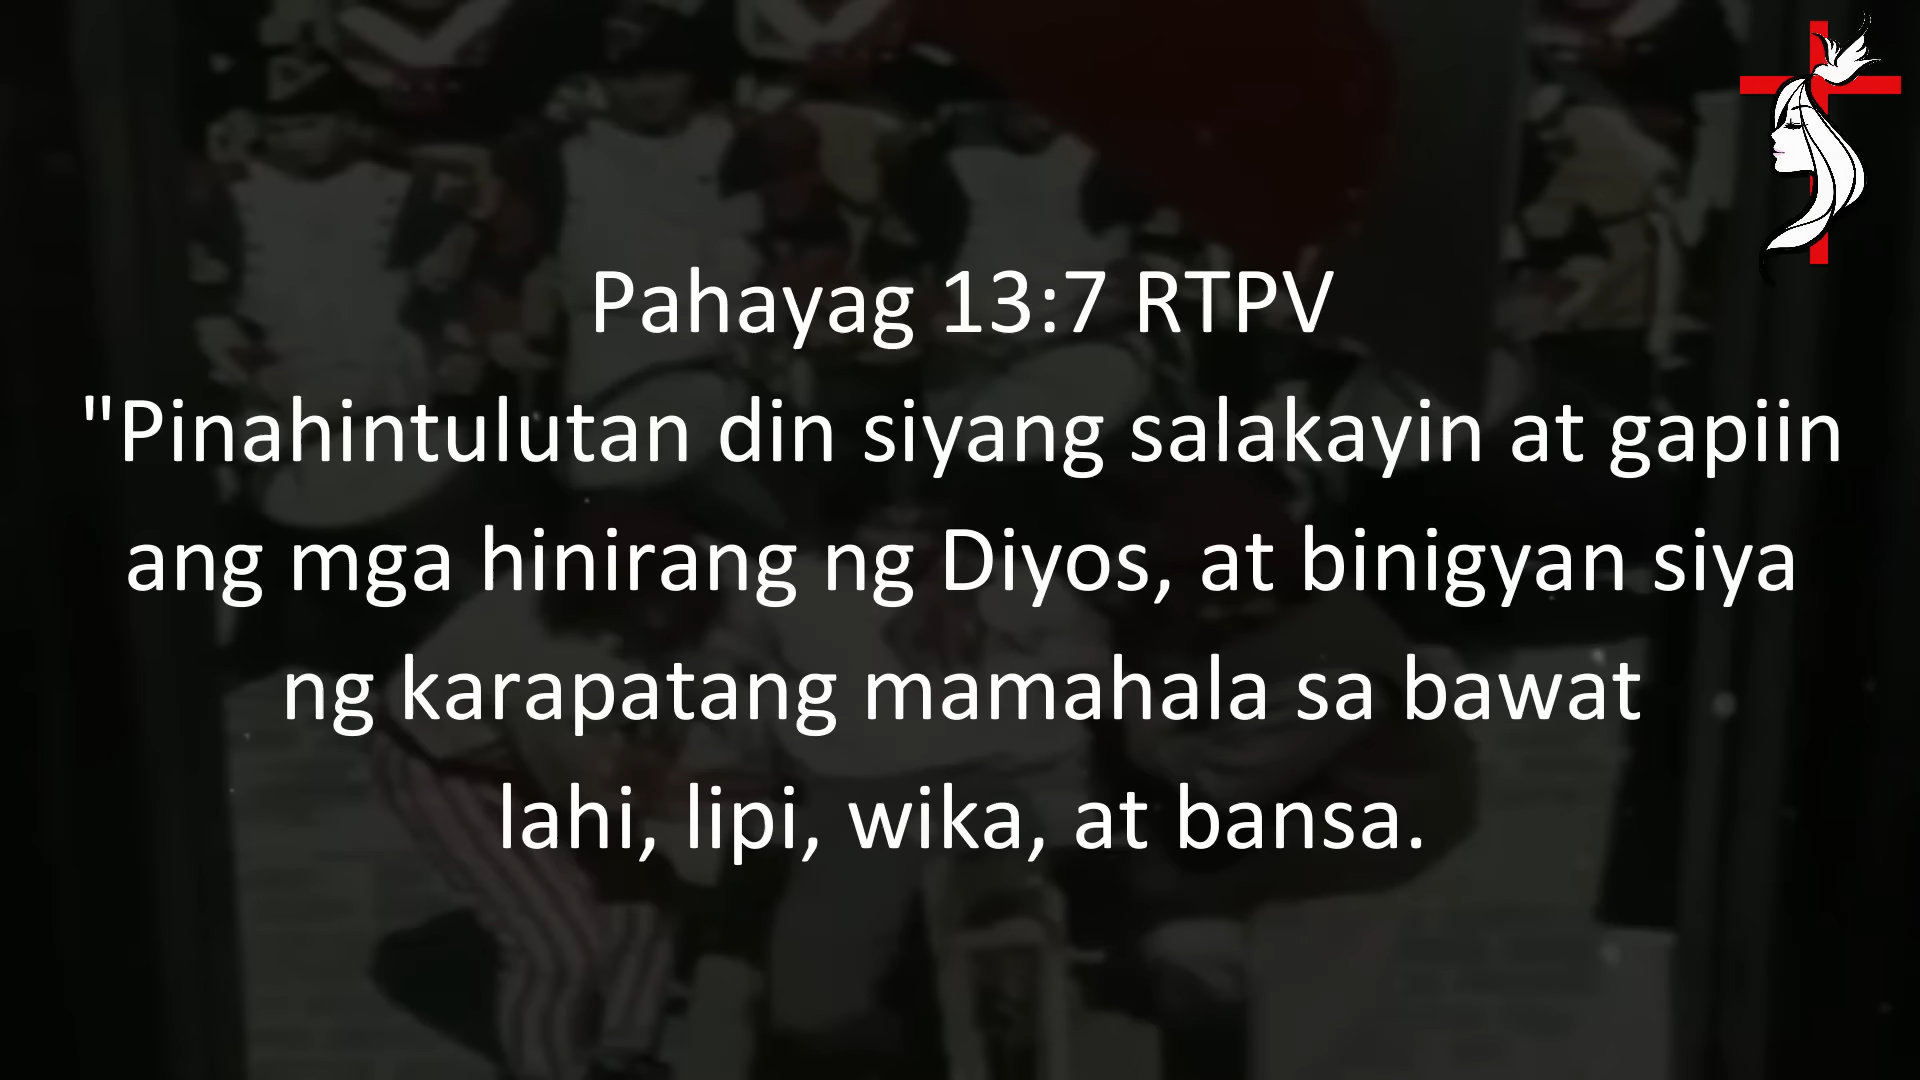 Pahayag 13:7 RTPV
"Pinahintulutan din siyang salakayin at gapiin
ang mga hinirang ng Diyos, at binigyan siya
ng karapatang mamahala sa bawat
lahi, lipi, wika, at bansa.